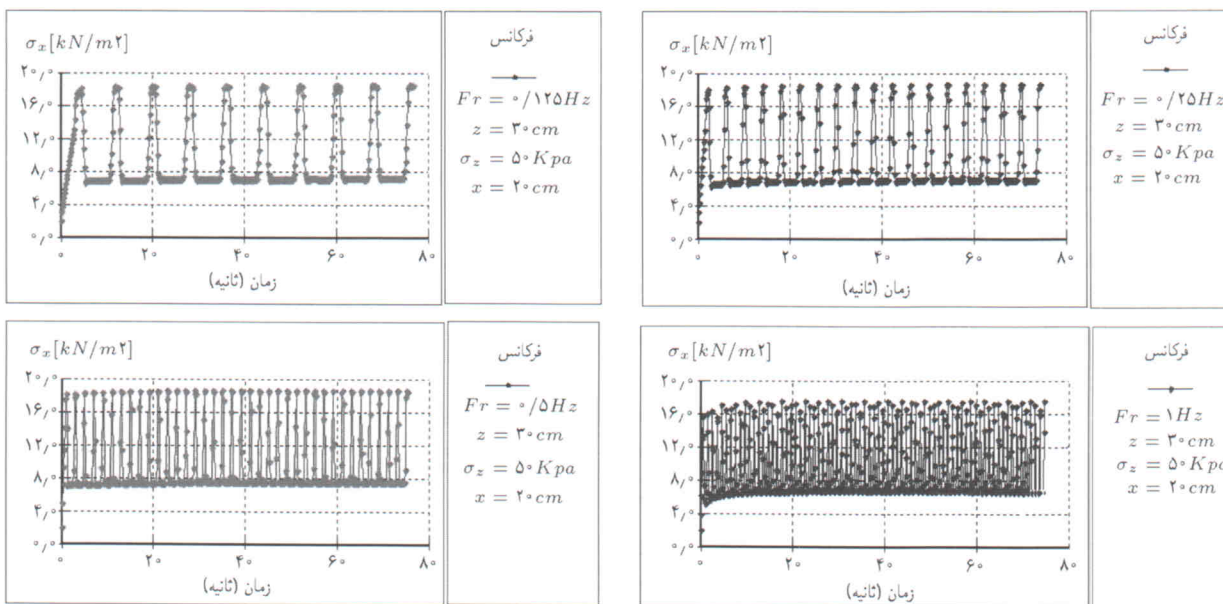 σx[kN/m۲]
۲۰/۰
۱۶/۰
۱۲/۰
۸/۰
۴/۰
۰/۰
۰ ۲۰ ۴۰ ۶۰ ۸۰
زمان (ثانیه)
فرکانس
Fr = ۰/۱۲۵Hz
z = ۳۰cm
σz = ۵۰Kpa
x = ۲۰cm
σx[kN/m۲]
۲۰/۰
۱۶/۰
۱۲/۰
۸/۰
۴/۰
۰/۰
۰ ۲۰ ۴۰ ۶۰ ۸۰
زمان (ثانیه)
فرکانس
Fr = ۰/۲۵Hz
z = ۳۰cm
σz = ۵۰Kpa
x = ۲۰cm
σx[kN/m۲]
۲۰/۰
۱۶/۰
۱۲/۰
۸/۰
۴/۰
۰/۰
۰ ۲۰ ۴۰ ۶۰ ۸۰
زمان (ثانیه)
فرکانس
Fr = ۰/۵Hz
z = ۳۰cm
σz = ۵۰Kpa
x = ۲۰cm
σx[kN/m۲]
۲۰/۰
۱۶/۰
۱۲/۰
۸/۰
۴/۰
۰/۰
۰ ۲۰ ۴۰ ۶۰ ۸۰
زمان (ثانیه)
فرکانس
Fr = ۱Hz
z = ۳۰cm
σz = ۵۰Kpa
x = ۲۰cm